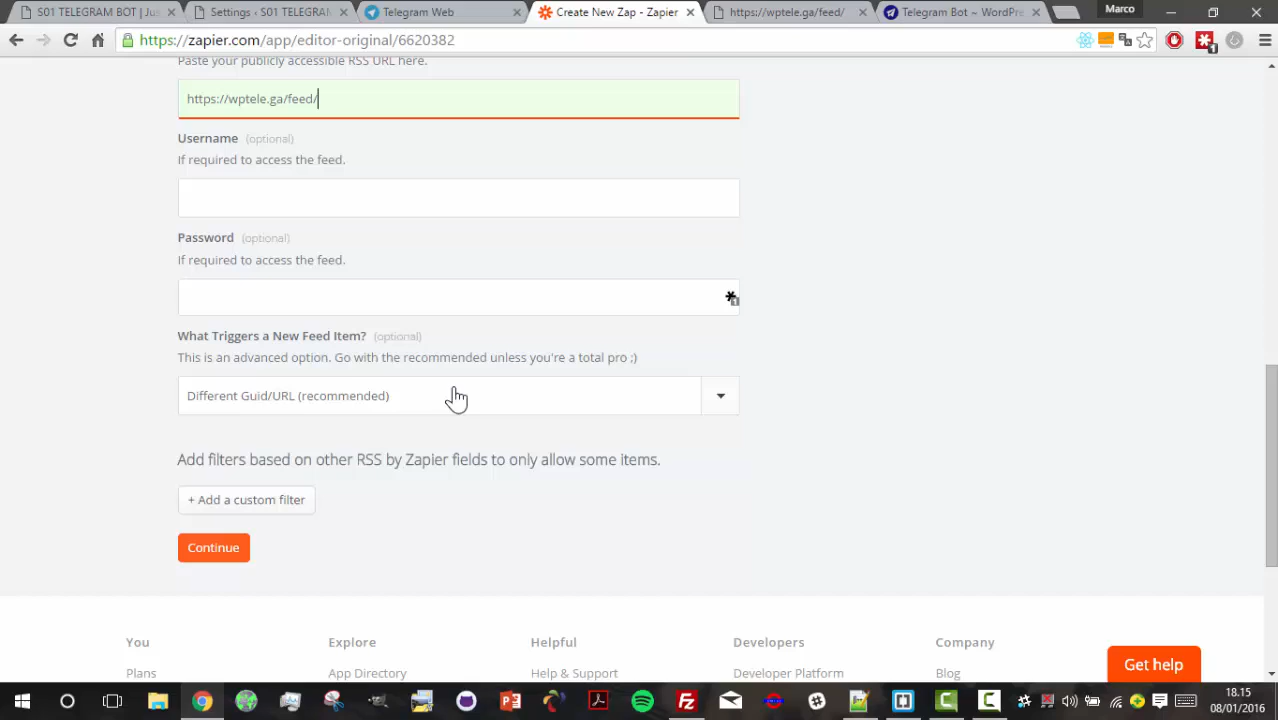 S01 TELEGRAM BOT | Jus
Settings ‹ S01 TELEGRAM
Telegram Web
Create New Zap - Zapier
https://wptele.ga/feed/
Telegram Bot ~ WordPre
Marco
https://zapier.com/app/editor-original/6620382
Paste your publicly accessible RSS URL here.
https://wptele.ga/feed/
Username (optional)
If required to access the feed.
Password (optional)
If required to access the feed.
What Triggers a New Feed Item? (optional)
This is an advanced option. Go with the recommended unless you're a total pro ;)
Different Guid/URL (recommended)
Add filters based on other RSS by Zapier fields to only allow some items.
+ Add a custom filter
Continue
You
Explore
Helpful
Developers
Company
Plans
App Directory
Help & Support
Developer Platform
Blog
Get help
18.15
08/01/2016